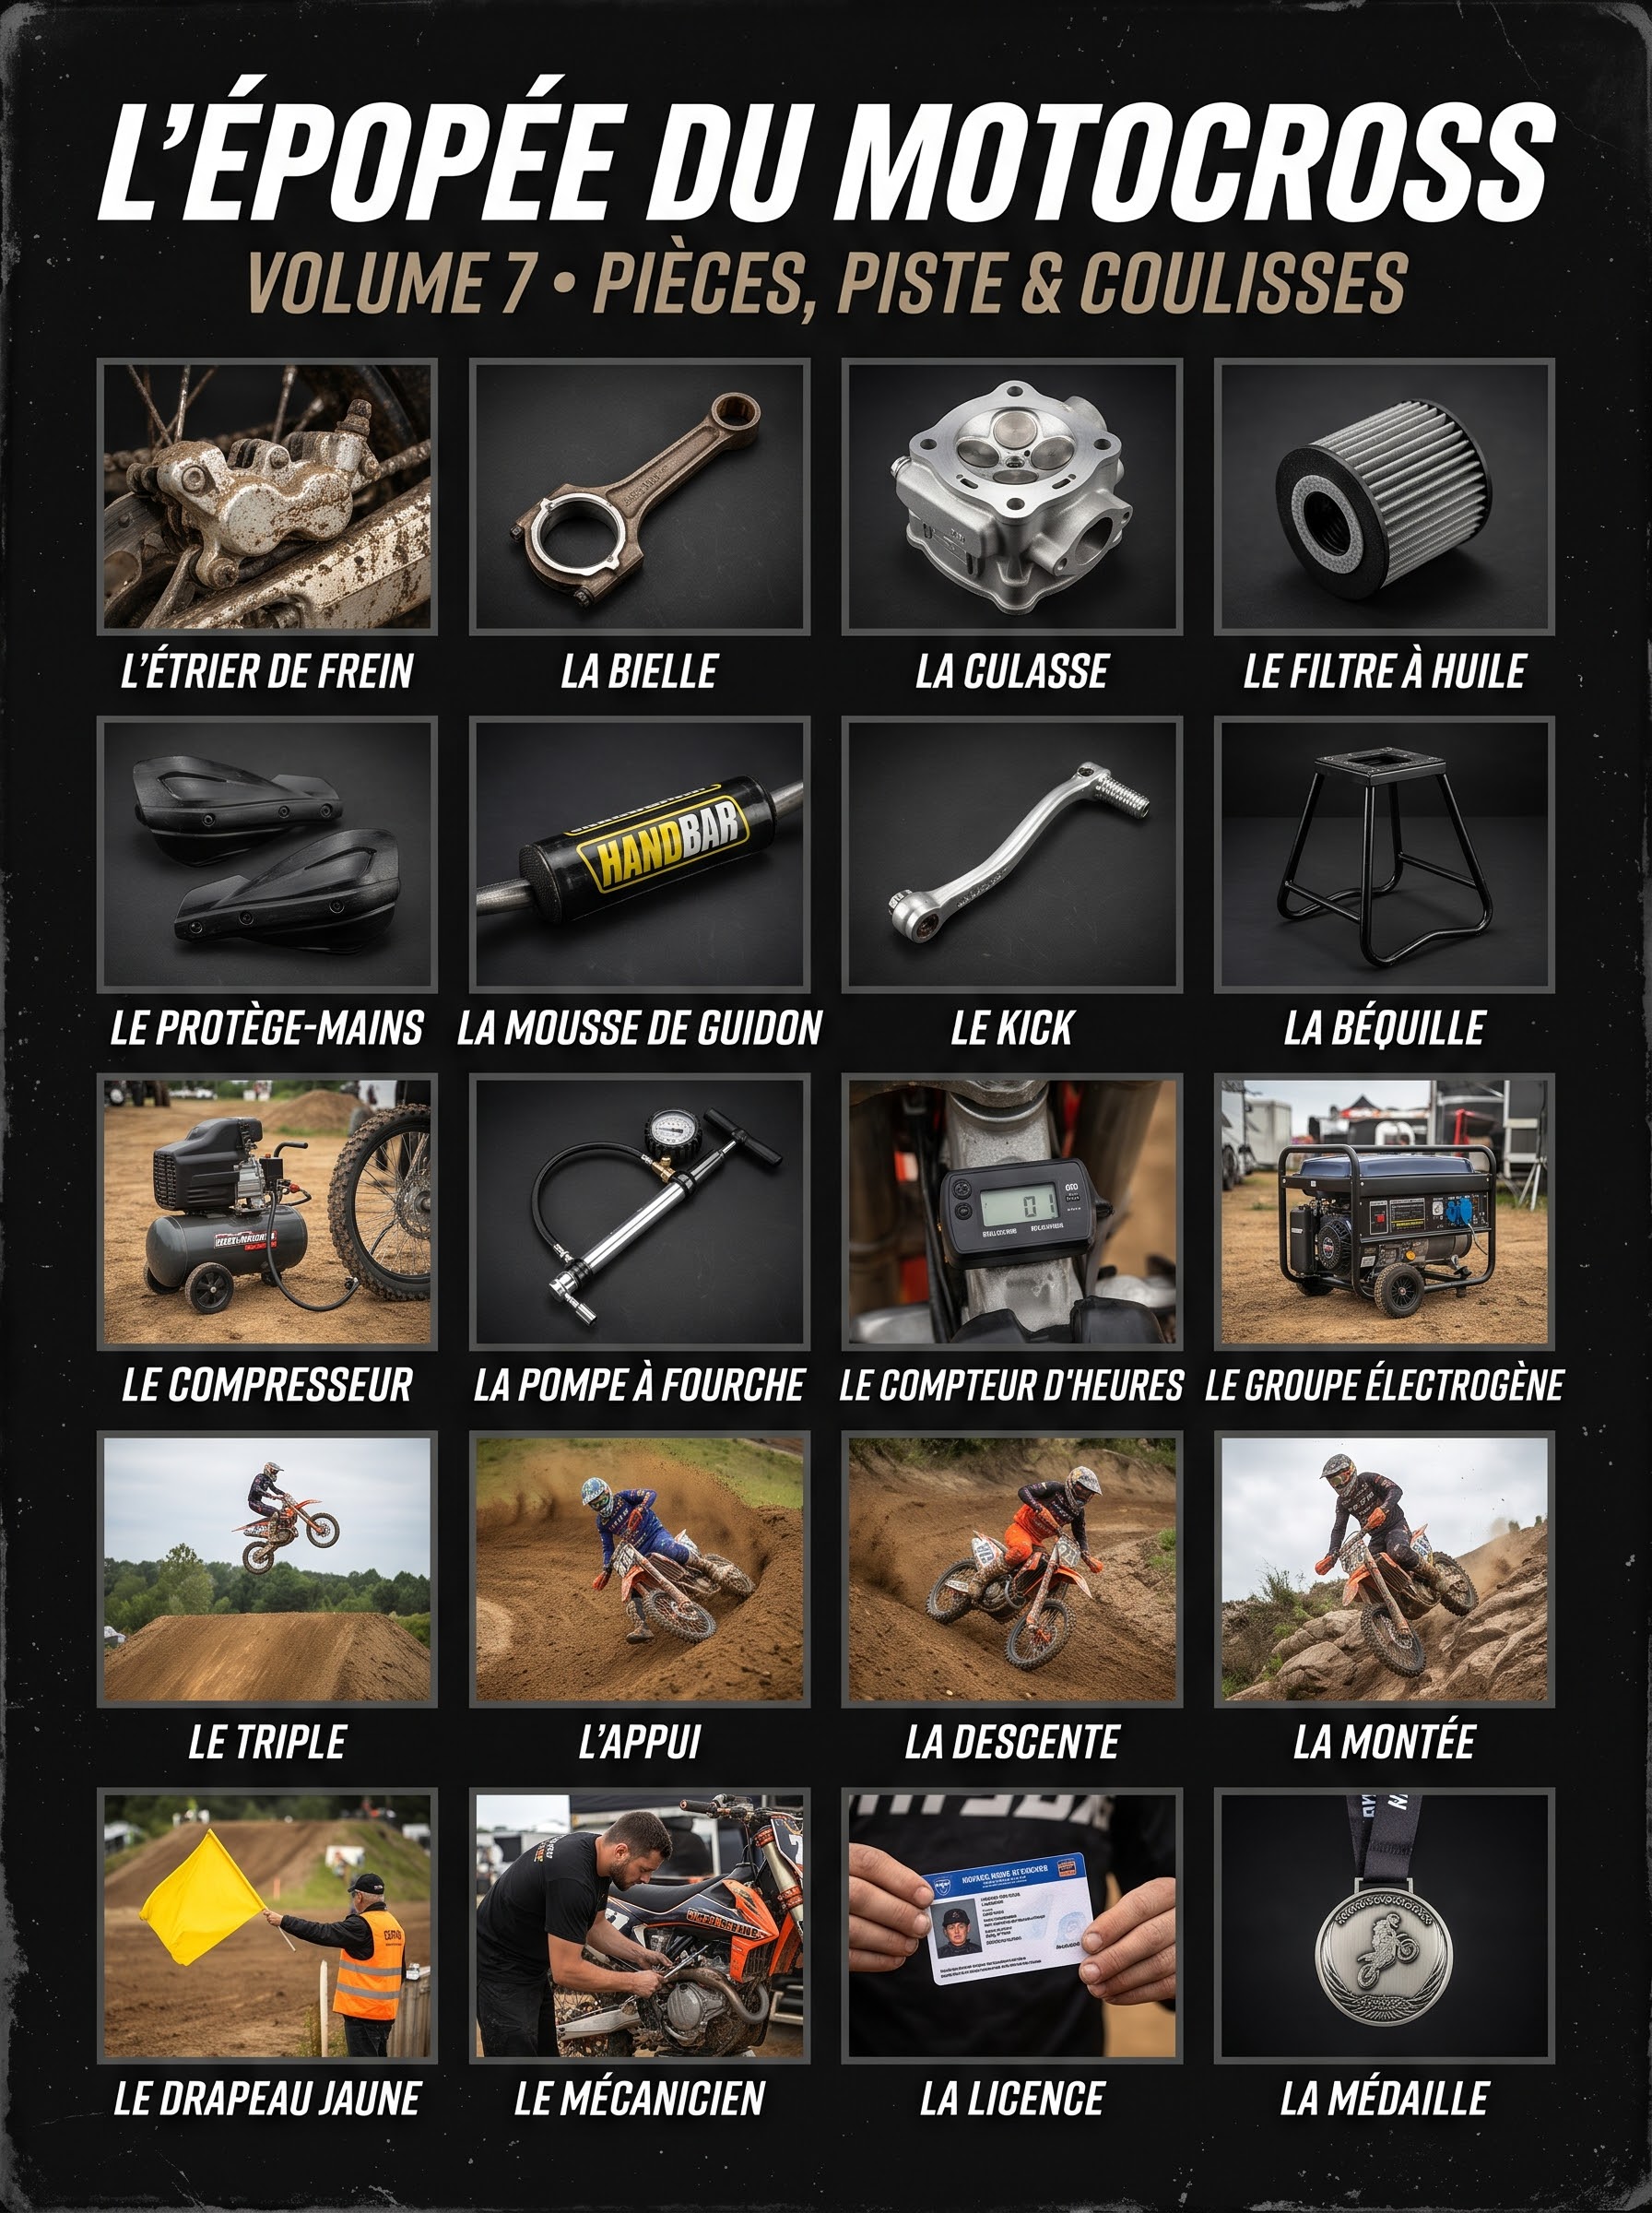 L'ÉPOPÉE DU MOTOCROSS
VOLUME 7 • PIÈCES, PISTE & COULISSES
L'ÉTRIER DE FREIN
LA BIELLE
LA CULASSE
LE FILTRE À HUILE
HANDBAR
LE PROTÈGE-MAINS
LA MOUSSE DE GUIDON
LE KICK
LA BÉQUILLE
01
LE COMPRESSEUR
LA POMPE À FOURCHE
LE COMPTEUR D'HEURES
LE GROUPE ÉLECTROGÈNE
LE TRIPLE
L'APPUI
LA DESCENTE
LA MONTÉE
LE DRAPEAU JAUNE
LE MÉCANICIEN
LA LICENCE
LA MÉDAILLE